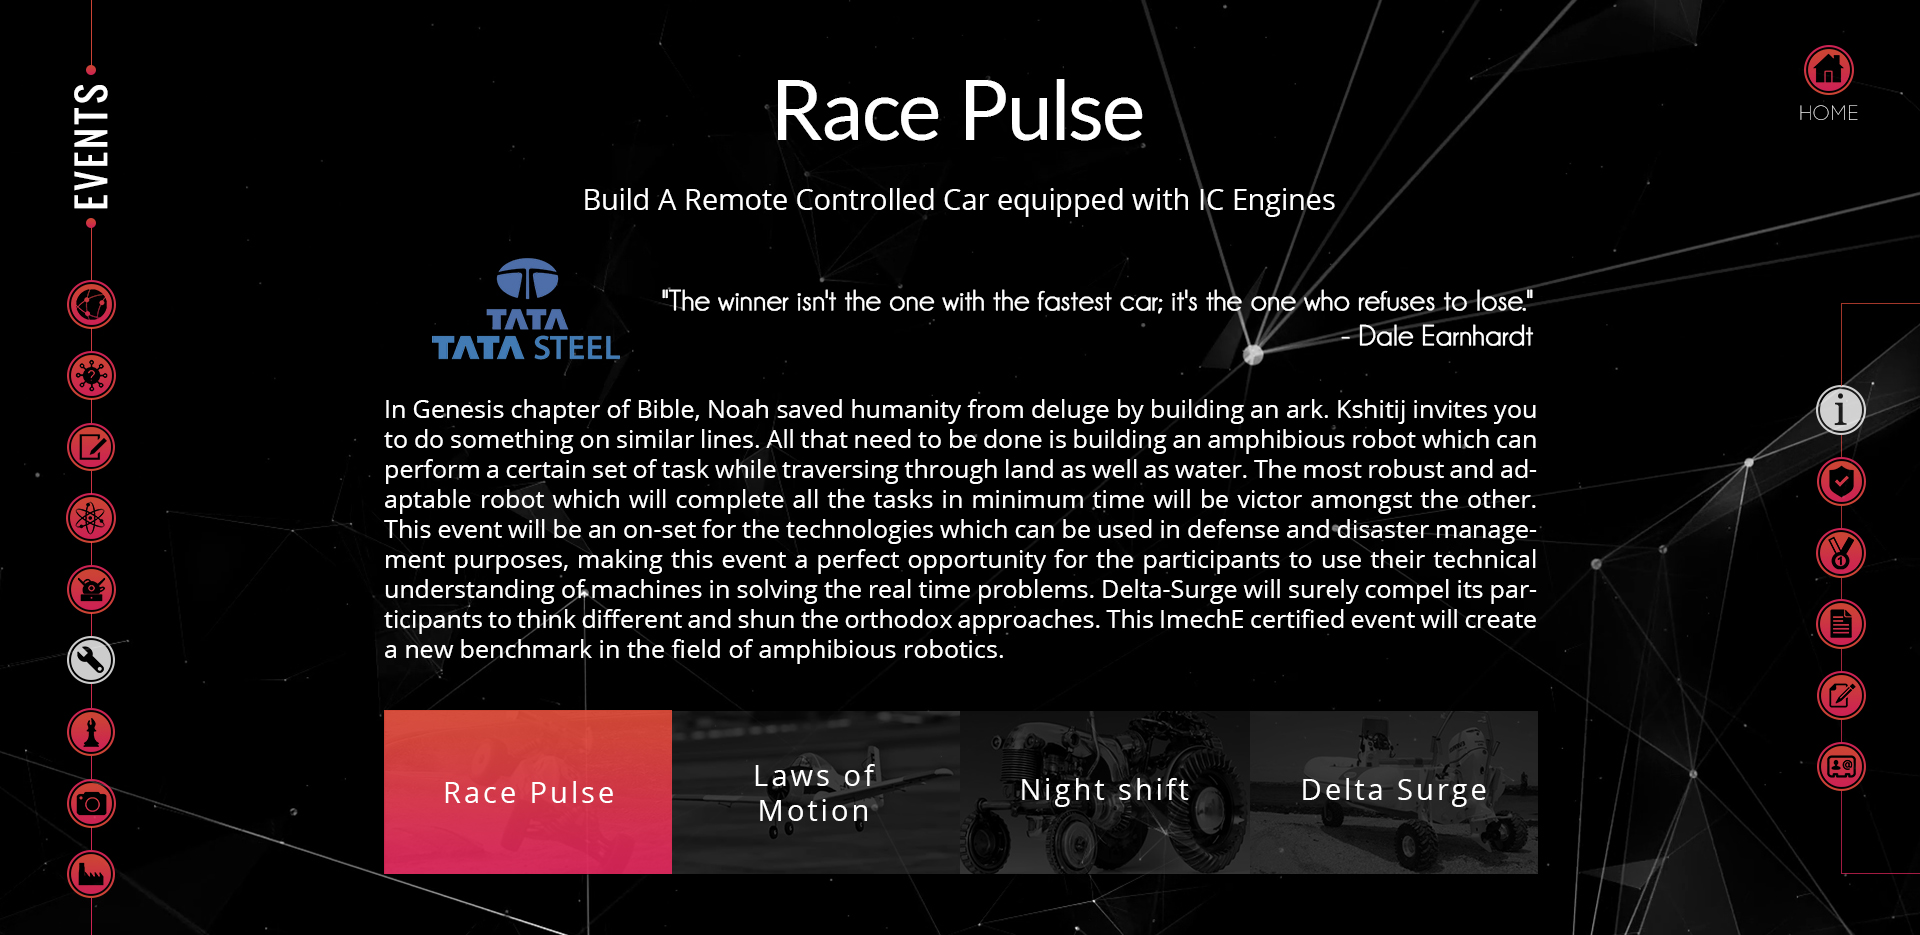 EVENTS
Race Pulse
HOME
Build A Remote Controlled Car equipped with IC Engines
TATA
TATA STEEL
"The winner isn't the one with the fastest car; it's the one who refuses to lose."
- Dale Earnhardt
In Genesis chapter of Bible, Noah saved humanity from deluge by building an ark. Kshitij invites you
to do something on similar lines. All that need to be done is building an amphibious robot which can
perform a certain set of task while traversing through land as well as water. The most robust and ad-
aptable robot which will complete all the tasks in minimum time will be victor amongst the other.
This event will be an on-set for the technologies which can be used in defense and disaster manage-
ment purposes, making this event a perfect opportunity for the participants to use their technical
understanding of machines in solving the real time problems. Delta-Surge will surely compel its par-
ticipants to think different and shun the orthodox approaches. This ImechE certified event will create
a new benchmark in the field of amphibious robotics.
Race Pulse
Laws of
Motion
Night shift
Delta Surge